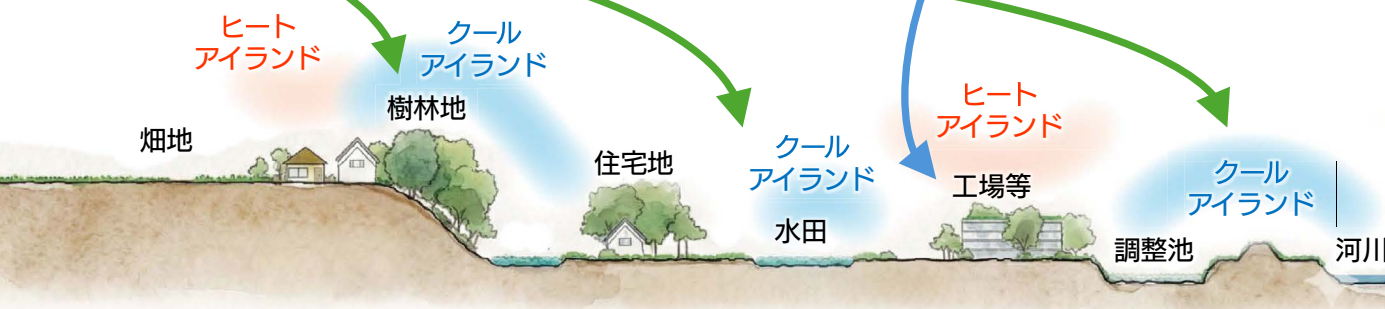 ヒート
アイランド
クール
アイランド
樹林地
畑地
住宅地
クール
アイランド
水田
ヒート
アイランド
工場等
クール
アイランド
調整池
河川